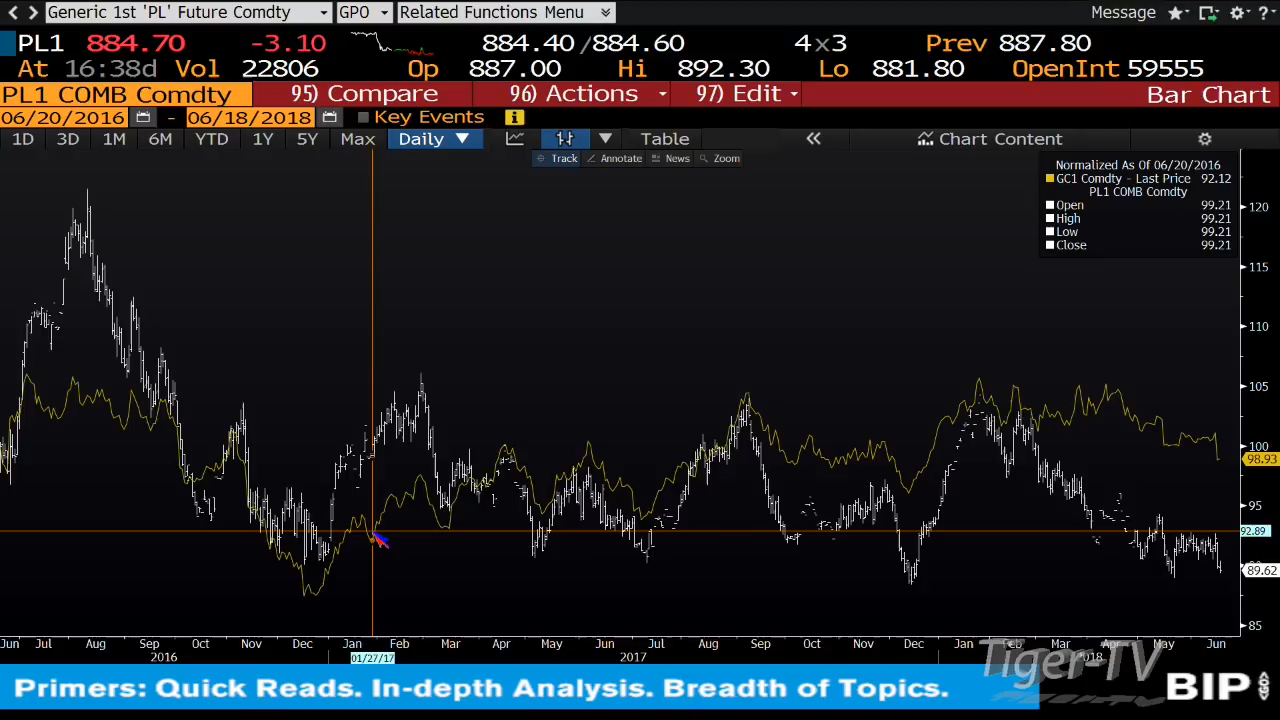 Generic 1st 'PL' Future Comdty GPO Related Functions Menu Message
PL1 884.70 -3.10 884.40/884.60 4x3 Prev 887.80
At 16:38d Vol 22806 Op 887.00 Hi 892.30 Lo 881.80 OpenInt 59555
PL1 COMB Comdty 95) Compare 96) Actions 97) Edit Bar Chart
06/20/2016 - 06/18/2018 Key Events
1D 3D 1M 6M YTD 1Y 5Y Max Daily Table Chart Content
Track Annotate News Zoom
Normalized As Of 06/20/2016
GC1 Comdty - Last Price 92.12
PL1 COMB Comdty
Open 99.21
High 99.21
Low 99.21
Close 99.21
120
115
110
105
100
98.93
95
92.89
89.62
85
Jun Jul Aug Sep Oct Nov Dec Jan Feb Mar Apr May Jun Jul Aug Sep Oct Nov Dec Jan Feb Mar Apr May Jun
2016 01/27/17 2017 2018
Tiger-TV
Primers: Quick Reads. In-depth Analysis. Breadth of Topics.
BIP GO